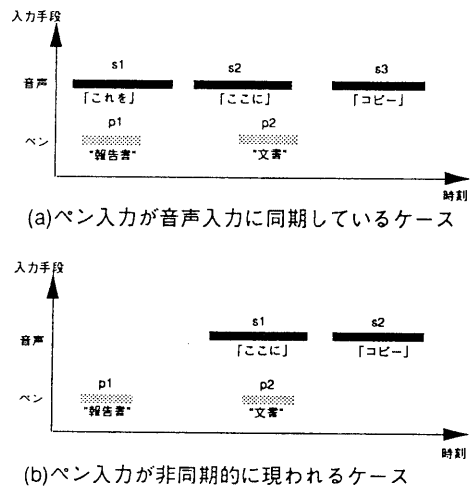 入力手段
s1 s2 s3
音声
「これを」 「ここに」 「コピー」
p1 p2
ペン
"報告書" "文書"
時刻
(a)ペン入力が音声入力に同期しているケース
入力手段
s1 s2
音声
「ここに」 「コピー」
p1 p2
ペン
"報告書" "文書"
時刻
(b)ペン入力が非同期的に現われるケース